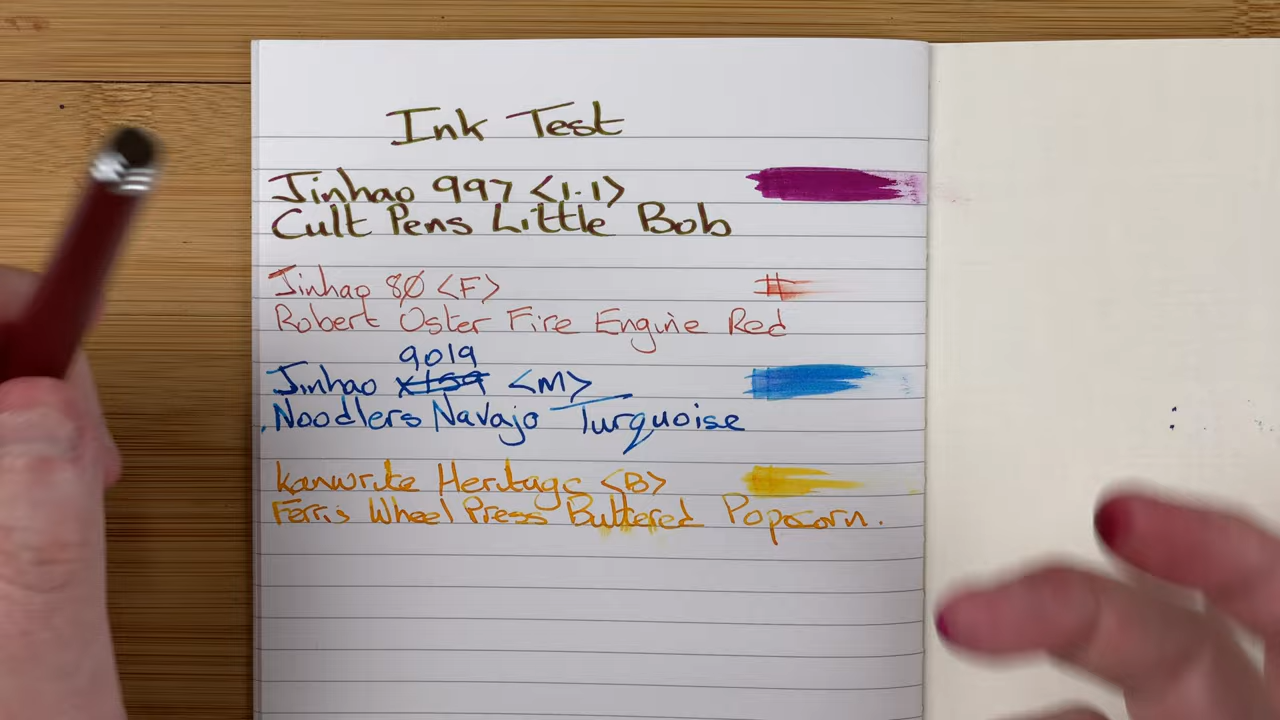 Ink Test
Jinhao 997 <1.1>
Cult Pens Little Bob
Jinhao 80 <F>
Robert Oster Fire Engine Red
9019
Jinhao x159 <M>
Noodlers Navajo Turquoise
Kanwrite Heritage <B>
Ferris Wheel Press Buttered Popcorn.